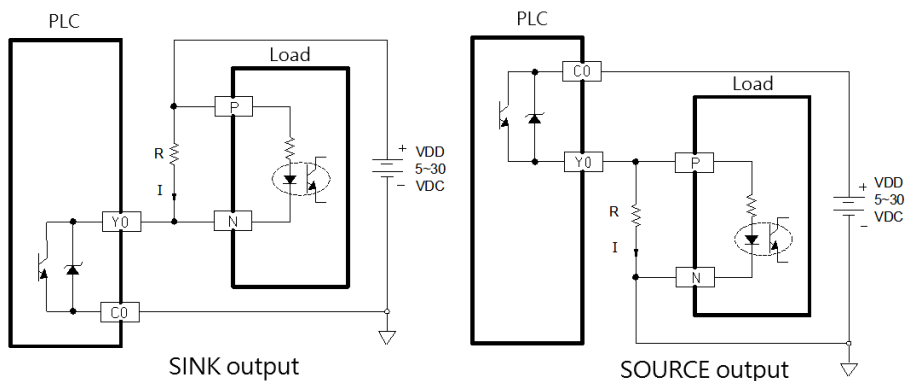 PLC
Load
P
R
I
N
Y0
C0
+ VDD
5~30
− VDC
SINK output
PLC
C0
Load
Y0
P
R
I
N
+ VDD
5~30
− VDC
SOURCE output